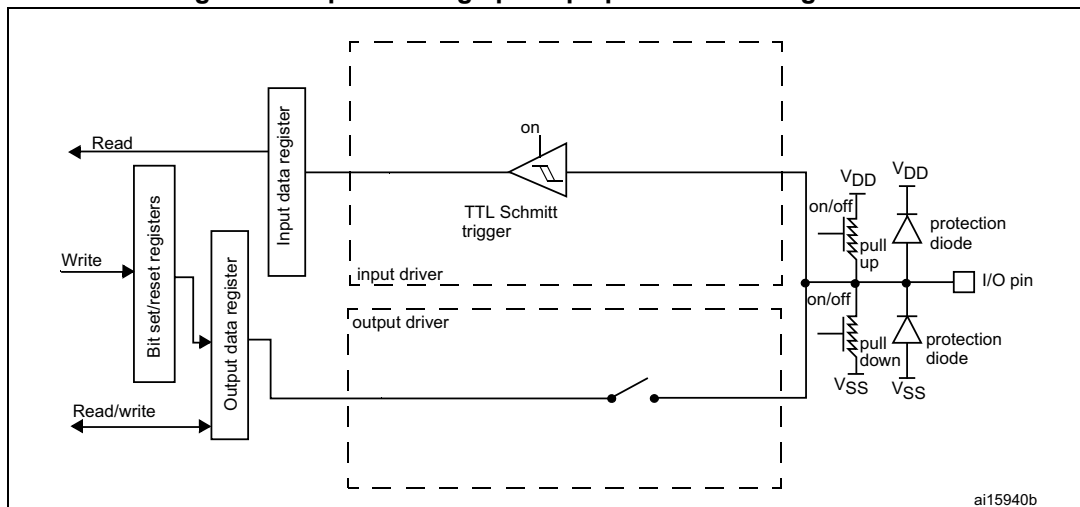 Read
Bit set/reset registers
Write
Output data register
Read/write
Input data register
on
TTL Schmitt
trigger
input driver
output driver
VDD
on/off
pull
up
VDD
protection
diode
I/O pin
on/off
pull
down
VSS
protection
diode
VSS
ai15940b